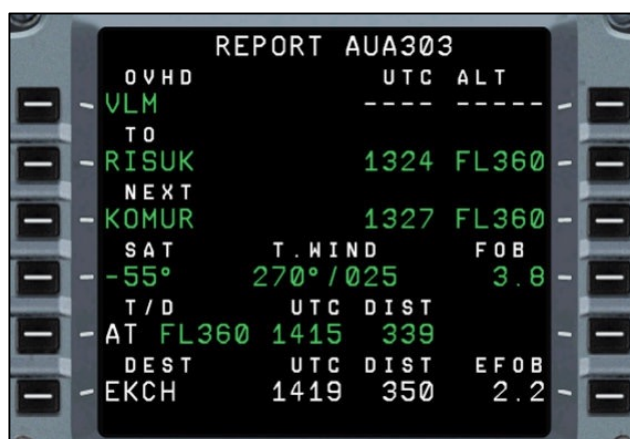 REPORT AUA303
OVHD UTC ALT
VLM ---- -----
TO
RISUK 1324 FL360
NEXT
KOMUR 1327 FL360
SAT T.WIND FOB
-55° 270°/025 3.8
T/D UTC DIST
AT FL360 1415 339
DEST UTC DIST EFOB
EKCH 1419 350 2.2